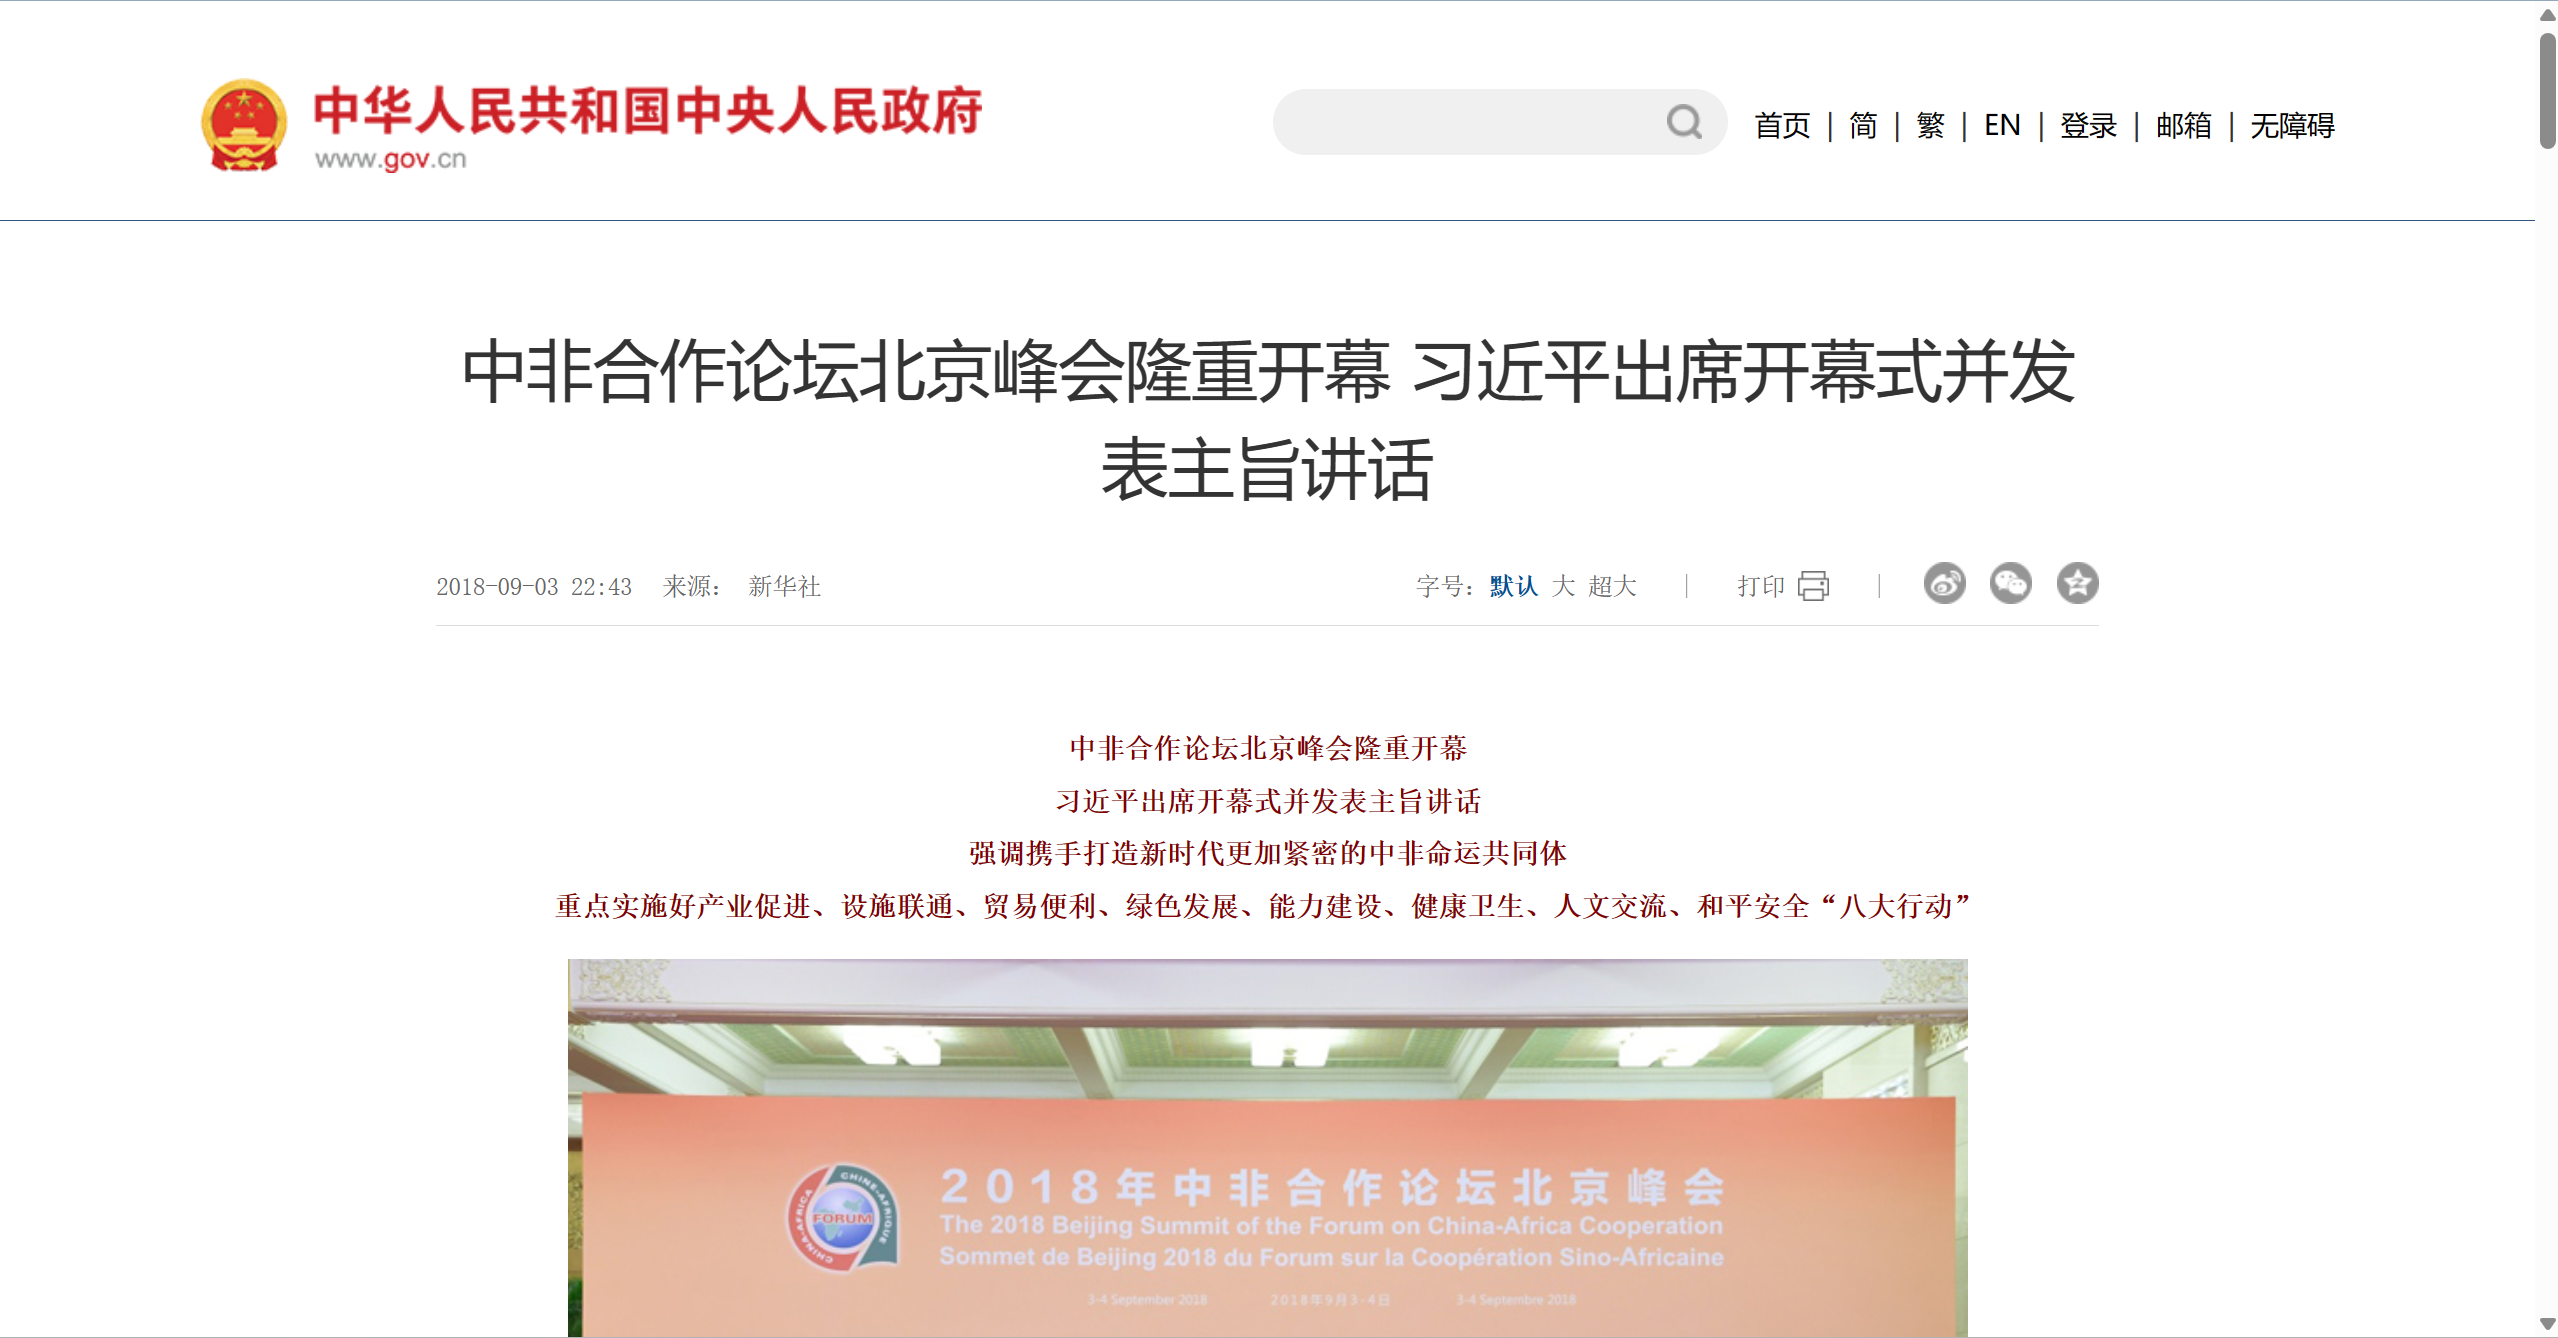 中华人民共和国中央人民政府
www.gov.cn
首页 | 简 | 繁 | EN | 登录 | 邮箱 | 无障碍
中非合作论坛北京峰会隆重开幕 习近平出席开幕式并发
表主旨讲话
2018-09-03 22:43 来源： 新华社
字号：默认 大 超大 | 打印 |
中非合作论坛北京峰会隆重开幕
习近平出席开幕式并发表主旨讲话
强调携手打造新时代更加紧密的中非命运共同体
重点实施好产业促进、设施联通、贸易便利、绿色发展、能力建设、健康卫生、人文交流、和平安全“八大行动”
CHINA-AFRICA
CHINE-AFRIQUE
FORUM
2018年中非合作论坛北京峰会
The 2018 Beijing Summit of the Forum on China-Africa Cooperation
Sommet de Beijing 2018 du Forum sur la Coopération Sino-Africaine
3-4 September 2018 2018年9月3-4日 3-4 Septembre 2018